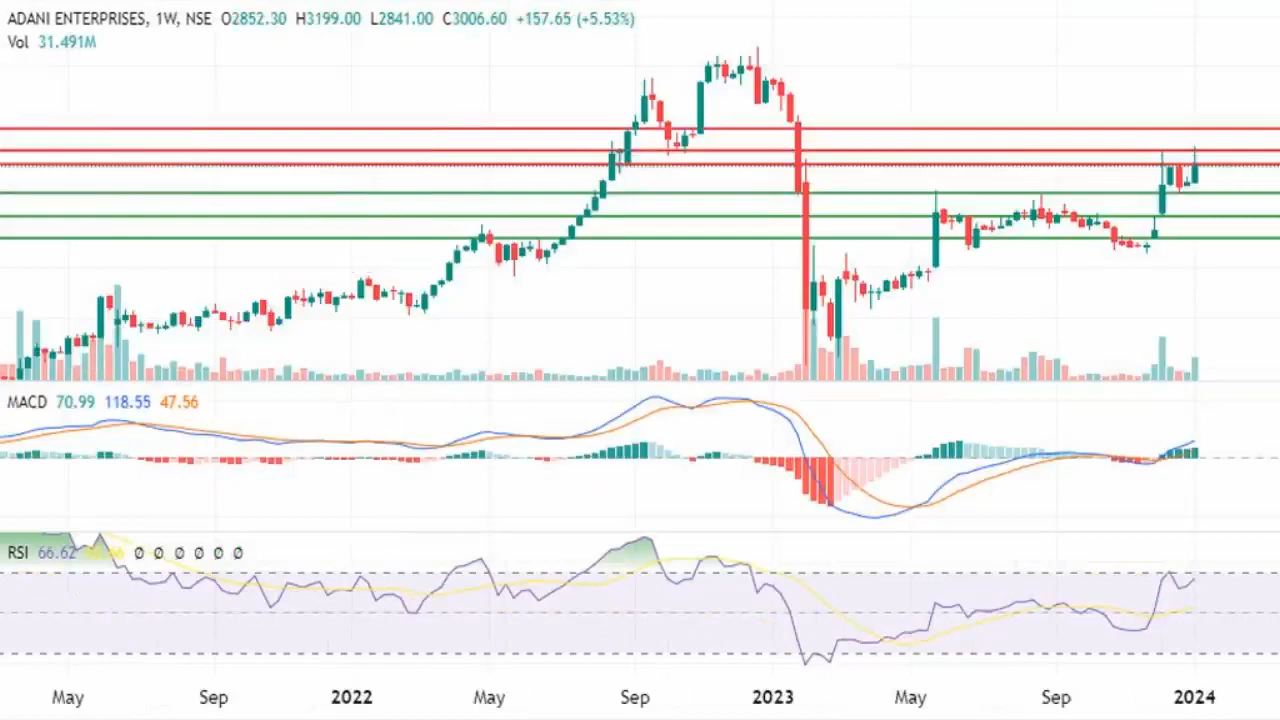 ADANI ENTERPRISES, 1W, NSE O2852.30 H3199.00 L2841.00 C3006.60 +157.65 (+5.53%)
Vol 31.491M
MACD 70.99 118.55 47.56
RSI 66.62 Ø Ø Ø Ø Ø Ø
May Sep 2022 May Sep 2023 May Sep 2024